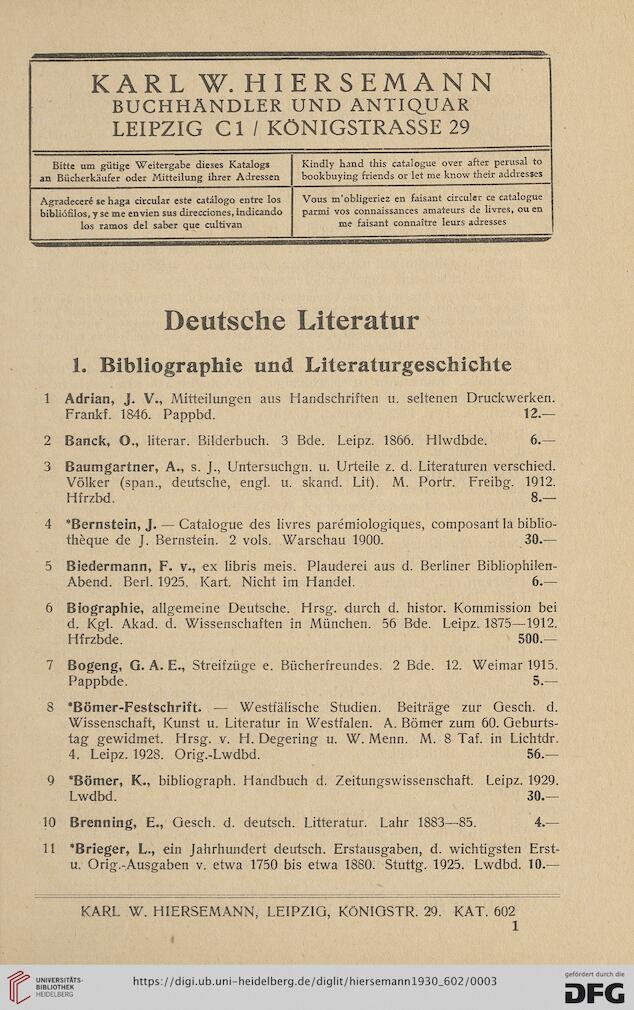 KARL W. HIERSEMANN
BUCHHÄNDLER UND ANTIQUAR
LEIPZIG C1 / KÖNIGSTRASSE 29
Bitte um gütige Weitergabe dieses Katalogs
an Bücherkäufer oder Mitteilung ihrer Adressen
Kindly hand this catalogue over after perusal to
bookbuying friends or let me know their addresses
Agradeceré se haga circular este catálogo entre los
bibliófilos, y se me envien sus direcciones, indicando
los ramos del saber que cultivan
Vous m'obligeriez en faisant circuler ce catalogue
parmi vos connaissances amateurs de livres, ou en
me faisant connaître leurs adresses
Deutsche Literatur
1. Bibliographie und Literaturgeschichte
1 Adrian, J. V., Mitteilungen aus Handschriften u. seltenen Druckwerken.
Frankf. 1846. Pappbd. 12.—
2 Banck, O., literar. Bilderbuch. 3 Bde. Leipz. 1866. Hlwdbde. 6.—
3 Baumgartner, A., s. J., Untersuchgn. u. Urteile z. d. Literaturen verschied.
Völker (span., deutsche, engl. u. skand. Lit). M. Portr. Freibg. 1912.
Hfrzbd. 8.—
4 *Bernstein, J. — Catalogue des livres parémiologiques, composant la biblio-
thèque de J. Bernstein. 2 vols. Warschau 1900. 30.—
5 Biedermann, F. v., ex libris meis. Plauderei aus d. Berliner Bibliophilen-
Abend. Berl. 1925. Kart. Nicht im Handel. 6.—
6 Biographie, allgemeine Deutsche. Hrsg. durch d. histor. Kommission bei
d. Kgl. Akad. d. Wissenschaften in München. 56 Bde. Leipz. 1875—1912.
Hfrzbde. 500.—
7 Bogeng, G. A. E., Streifzüge e. Bücherfreundes. 2 Bde. 12. Weimar 1915.
Pappbde. 5.—
8 *Bömer-Festschrift. — Westfälische Studien. Beiträge zur Gesch. d.
Wissenschaft, Kunst u. Literatur in Westfalen. A. Bömer zum 60. Geburts-
tag gewidmet. Hrsg. v. H. Degering u. W. Menn. M. 8 Taf. in Lichtdr.
4. Leipz. 1928. Orig.-Lwdbd. 56.—
9 *Bömer, K., bibliograph. Handbuch d. Zeitungswissenschaft. Leipz. 1929.
Lwdbd. 30.—
10 Brenning, E., Gesch. d. deutsch. Litteratur. Lahr 1883—85. 4.—
11 *Brieger, L., ein Jahrhundert deutsch. Erstausgaben, d. wichtigsten Erst-
u. Orig.-Ausgaben v. etwa 1750 bis etwa 1880. Stuttg. 1925. Lwdbd. 10.—
KARL W. HIERSEMANN, LEIPZIG, KÖNIGSTR. 29. KAT. 602
1
UNIVERSITÄTS-
BIBLIOTHEK
HEIDELBERG
https://digi.ub.uni-heidelberg.de/diglit/hiersemann1930_602/0003
gefördert durch die
DFG